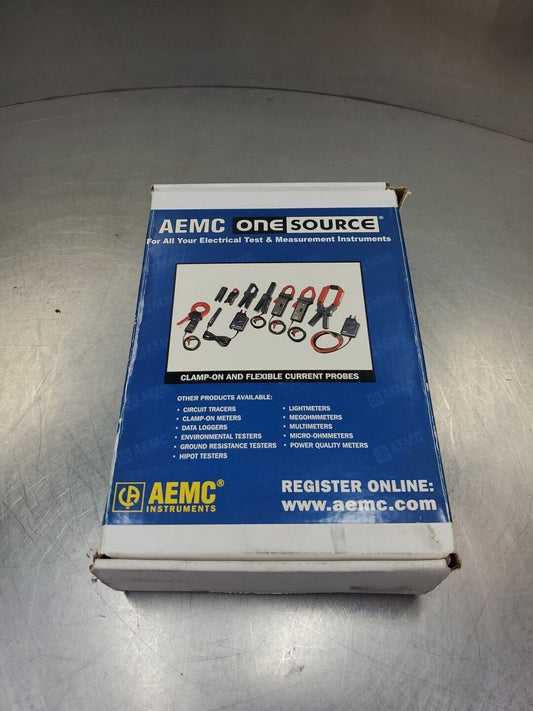 AEMC ONE SOURCE®
For All Your Electrical Test & Measurement Instruments
CLAMP-ON AND FLEXIBLE CURRENT PROBES
OTHER PRODUCTS AVAILABLE:
• CIRCUIT TRACERS
• CLAMP-ON METERS
• DATA LOGGERS
• ENVIRONMENTAL TESTERS
• GROUND RESISTANCE TESTERS
• HIPOT TESTERS
• LIGHTMETERS
• MEGOHMMETERS
• MULTIMETERS
• MICRO-OHMMETERS
• POWER QUALITY METERS
AEMC®
INSTRUMENTS
REGISTER ONLINE:
www.aemc.com